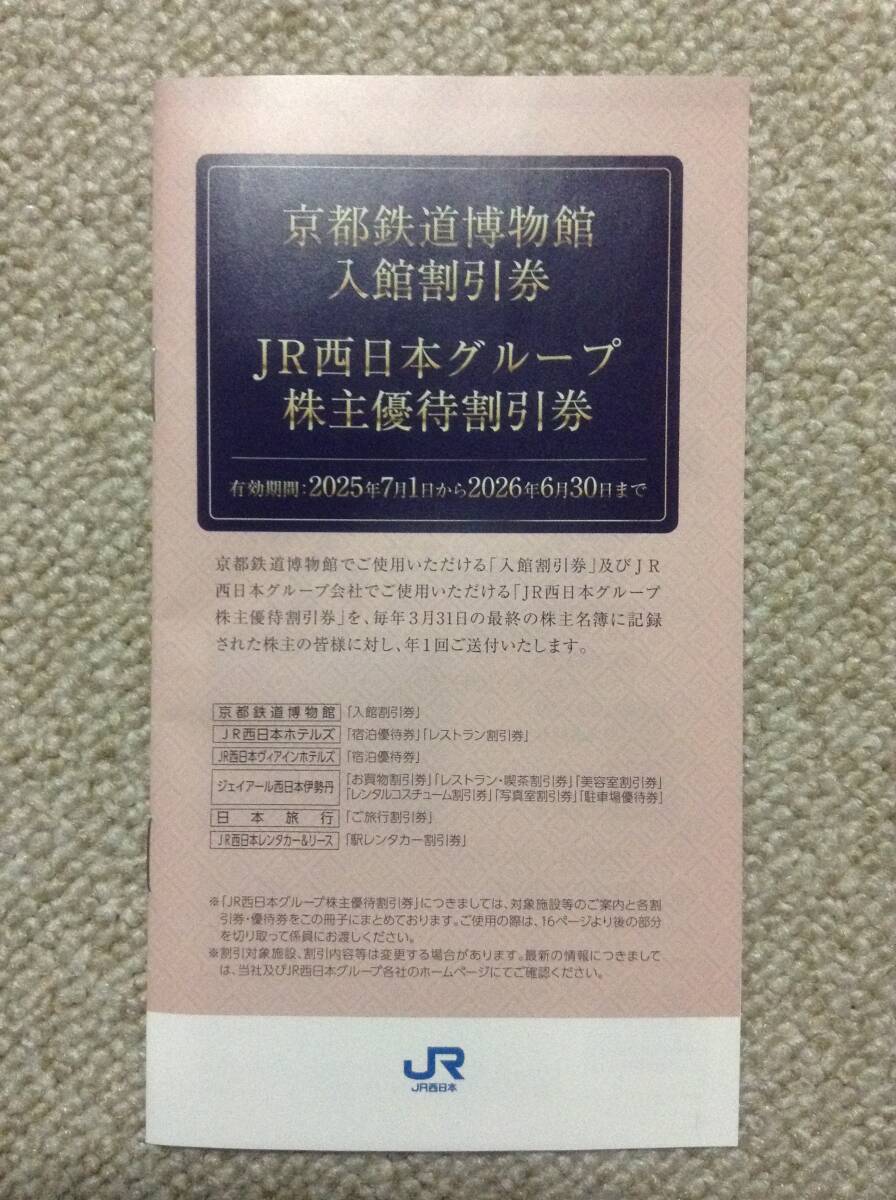 京都鉄道博物館
入館割引券
JR西日本グループ
株主優待割引券
有効期間:2025年7月1日から2026年6月30日まで
京都鉄道博物館でご使用いただける「入館割引券」及びJR
西日本グループ会社でご使用いただける「JR西日本グループ
株主優待割引券」を、毎年3月31日の最終の株主名簿に記録
された株主の皆様に対し、年1回ご送付いたします。
京都鉄道博物館 「入館割引券」
JR西日本ホテルズ 「宿泊優待券」「レストラン割引券」
JR西日本ヴィアインホテルズ 「宿泊優待券」
ジェイアール西日本伊勢丹 「お買物割引券」「レストラン・喫茶割引券」「美容室割引券」
「レンタルコスチューム割引券」「写真室割引券」「駐車場優待券」
日本旅行 「ご旅行割引券」
JR西日本レンタカー&リース 「駅レンタカー割引券」
※「JR西日本グループ株主優待割引券」につきましては、対象施設等のご案内と各割
引券・優待券をこの冊子にまとめております。ご使用の際は、16ページより後の部分
を切り取って係員にお渡しください。
※割引対象施設、割引内容等は変更する場合があります。最新の情報につきまして
は、当社及びJR西日本グループ各社のホームページにてご確認ください。
JR
JR西日本